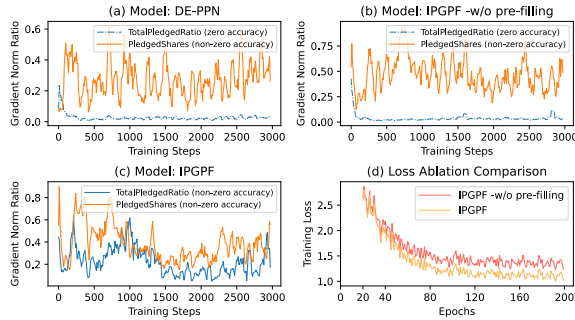 (a) Model: DE-PPN
Gradient Norm Ratio
0.6
0.4
0.2
0.0
TotalPledgedRatio (zero accuracy)
PledgedShares (non-zero accuracy)
0 500 1000 1500 2000 2500 3000
Training Steps
(b) Model: IPGPF -w/o pre-filling
Gradient Norm Ratio
0.75
0.50
0.25
0.00
TotalPledgedRatio (zero accuracy)
PledgedShares (non-zero accuracy)
0 500 1000 1500 2000 2500 3000
Training Steps
(c) Model: IPGPF
Gradient Norm Ratio
0.8
0.6
0.4
0.2
TotalPledgedRatio (non-zero accuracy)
PledgedShares (non-zero accuracy)
0 500 1000 1500 2000 2500 3000
Training Steps
(d) Loss Ablation Comparison
Training Loss
2.5
2.0
1.5
1.0
IPGPF -w/o pre-filling
IPGPF
0 20 40 80 120 160 200
Epochs